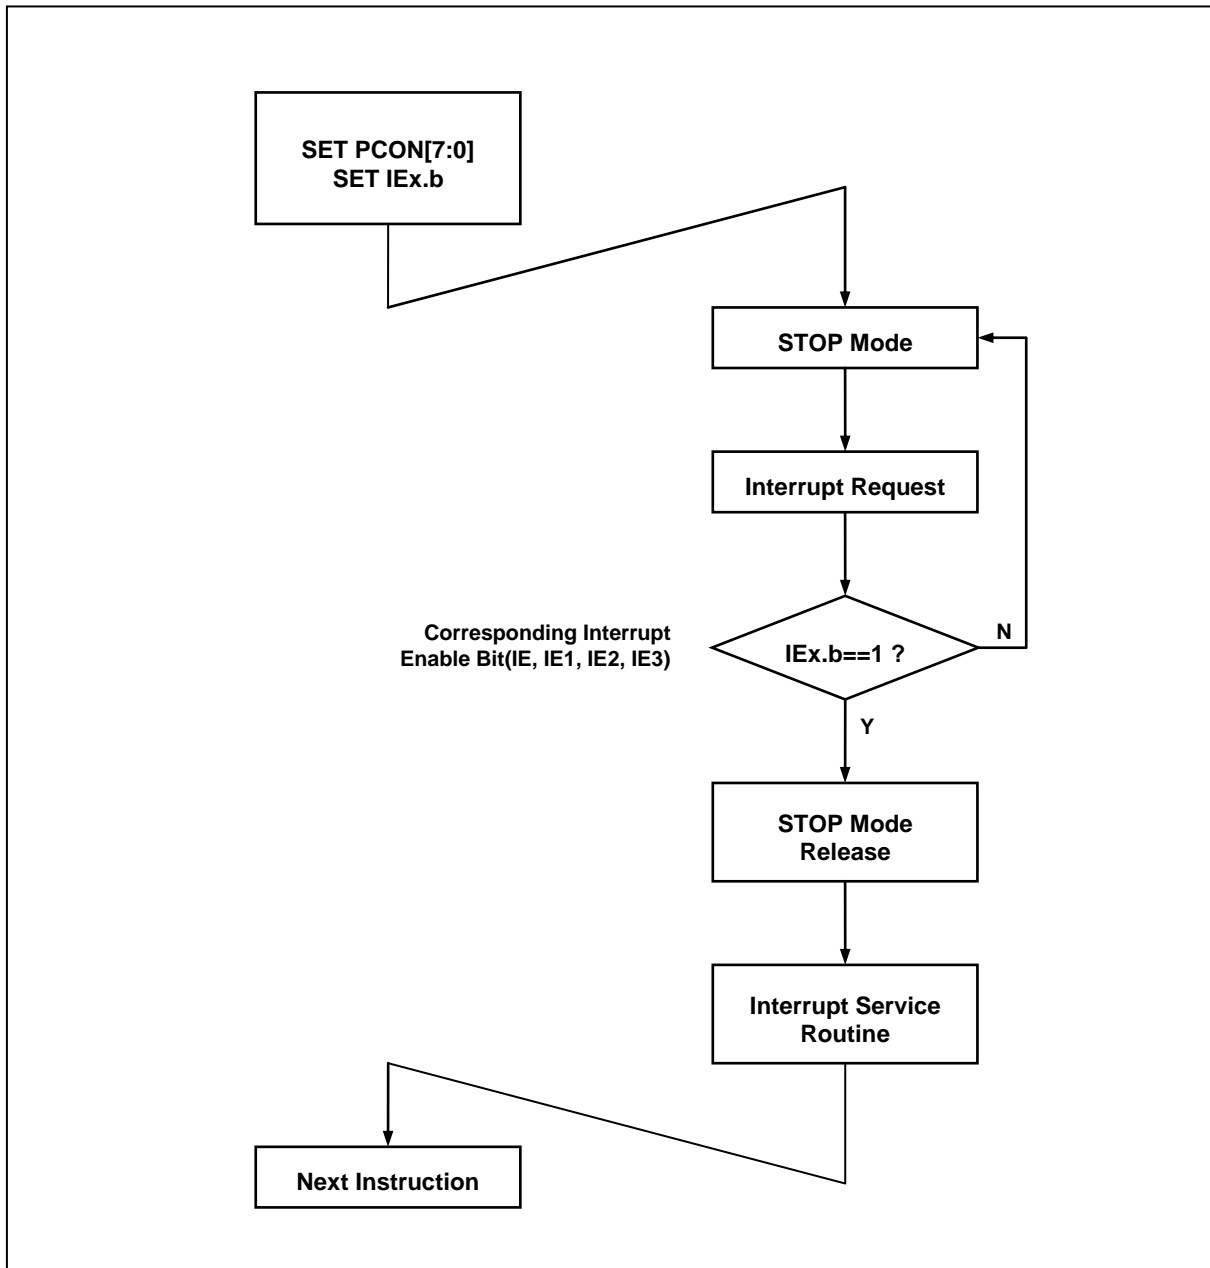 SET PCON[7:0]
SET IEx.b
STOP Mode
Interrupt Request
Corresponding Interrupt
Enable Bit(IE, IE1, IE2, IE3)
IEx.b==1 ?
N
Y
STOP Mode
Release
Interrupt Service
Routine
Next Instruction